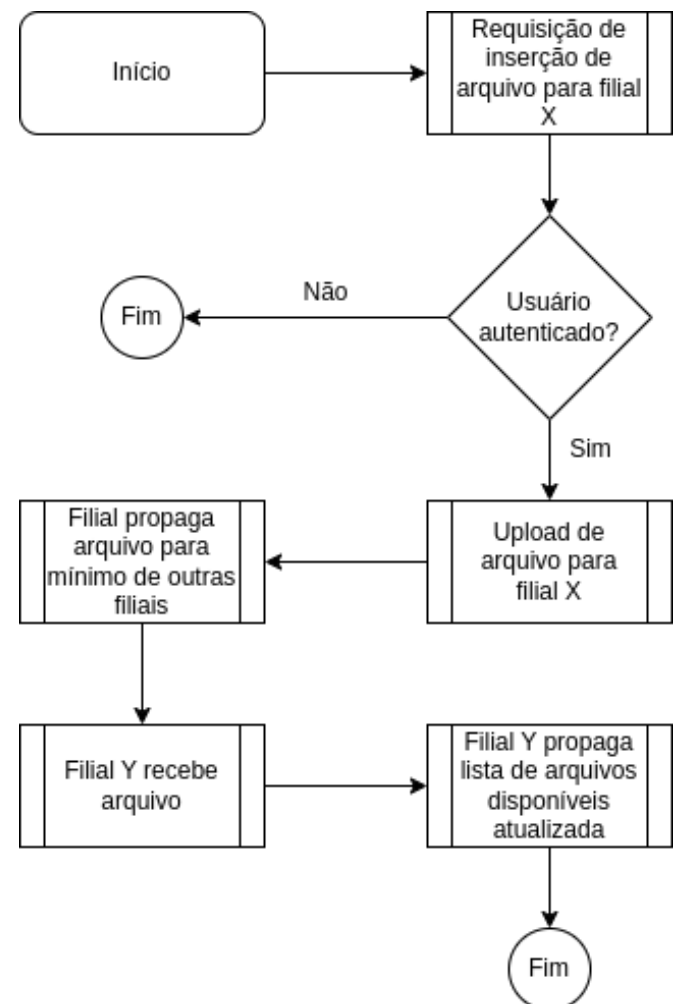 Início
Requisição de
inserção de
arquivo para filial
X
Usuário
autenticado?
Não
Fim
Sim
Upload de
arquivo para
filial X
Filial propaga
arquivo para
mínimo de outras
filiais
Filial Y recebe
arquivo
Filial Y propaga
lista de arquivos
disponíveis
atualizada
Fim